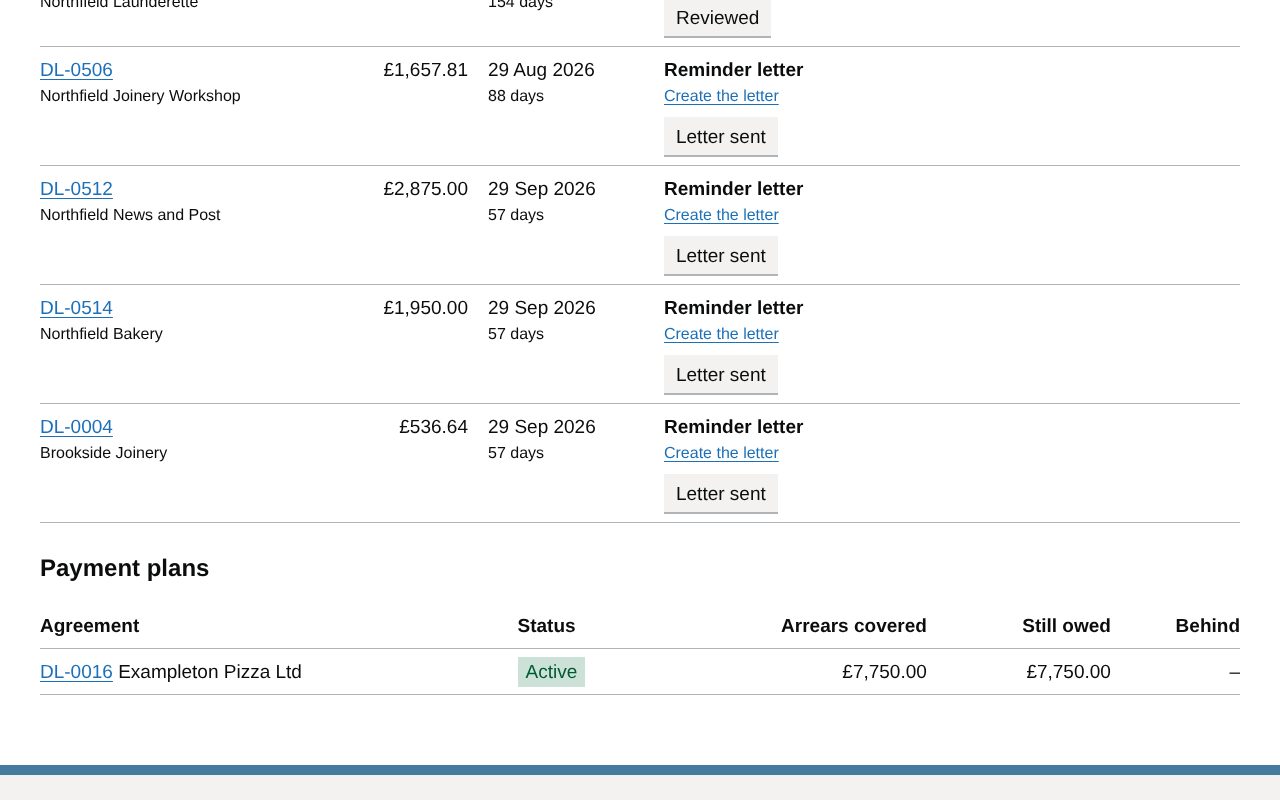 Northfield Launderette 154 days
Reviewed
DL-0506 £1,657.81 29 Aug 2026 Reminder letter
Northfield Joinery Workshop 88 days Create the letter
Letter sent
DL-0512 £2,875.00 29 Sep 2026 Reminder letter
Northfield News and Post 57 days Create the letter
Letter sent
DL-0514 £1,950.00 29 Sep 2026 Reminder letter
Northfield Bakery 57 days Create the letter
Letter sent
DL-0004 £536.64 29 Sep 2026 Reminder letter
Brookside Joinery 57 days Create the letter
Letter sent
Payment plans
Agreement Status Arrears covered Still owed Behind
DL-0016 Exampleton Pizza Ltd Active £7,750.00 £7,750.00 –